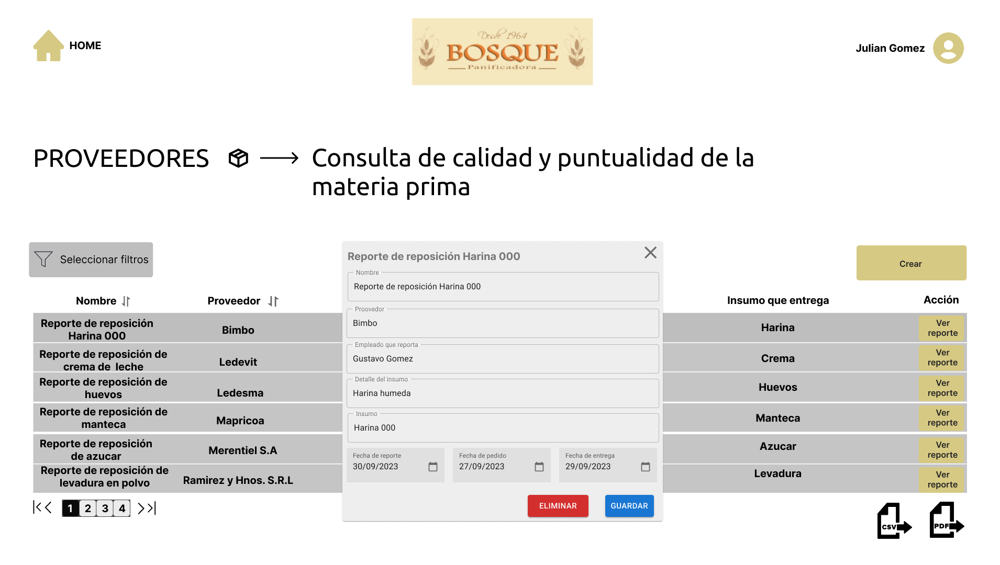 HOME
Desde 1964
BOSQUE
Panificadora
Julian Gomez
PROVEEDORES
Consulta de calidad y puntualidad de la
materia prima
Seleccionar filtros
Crear
Nombre
Proveedor
Insumo que entrega
Acción
Reporte de reposición
Harina 000
Bimbo
Harina
Ver
reporte
Reporte de reposición de
crema de leche
Ledevit
Crema
Ver
reporte
Reporte de reposición de
huevos
Ledesma
Huevos
Ver
reporte
Reporte de reposición de
manteca
Mapricoa
Manteca
Ver
reporte
Reporte de reposición
de azucar
Merentiel S.A
Azucar
Ver
reporte
Reporte de reposición de
levadura en polvo
Ramirez y Hnos. S.R.L
Levadura
Ver
reporte
Reporte de reposición Harina 000
Nombre
Reporte de reposición Harina 000
Proovedor
Bimbo
Empleado que reporta
Gustavo Gomez
Detalle del insumo
Harina humeda
Insumo
Harina 000
Fecha de reporte
30/09/2023
Fecha de pedido
27/09/2023
Fecha de entrega
29/09/2023
ELIMINAR
GUARDAR
1 2 3 4
CSV
PDF